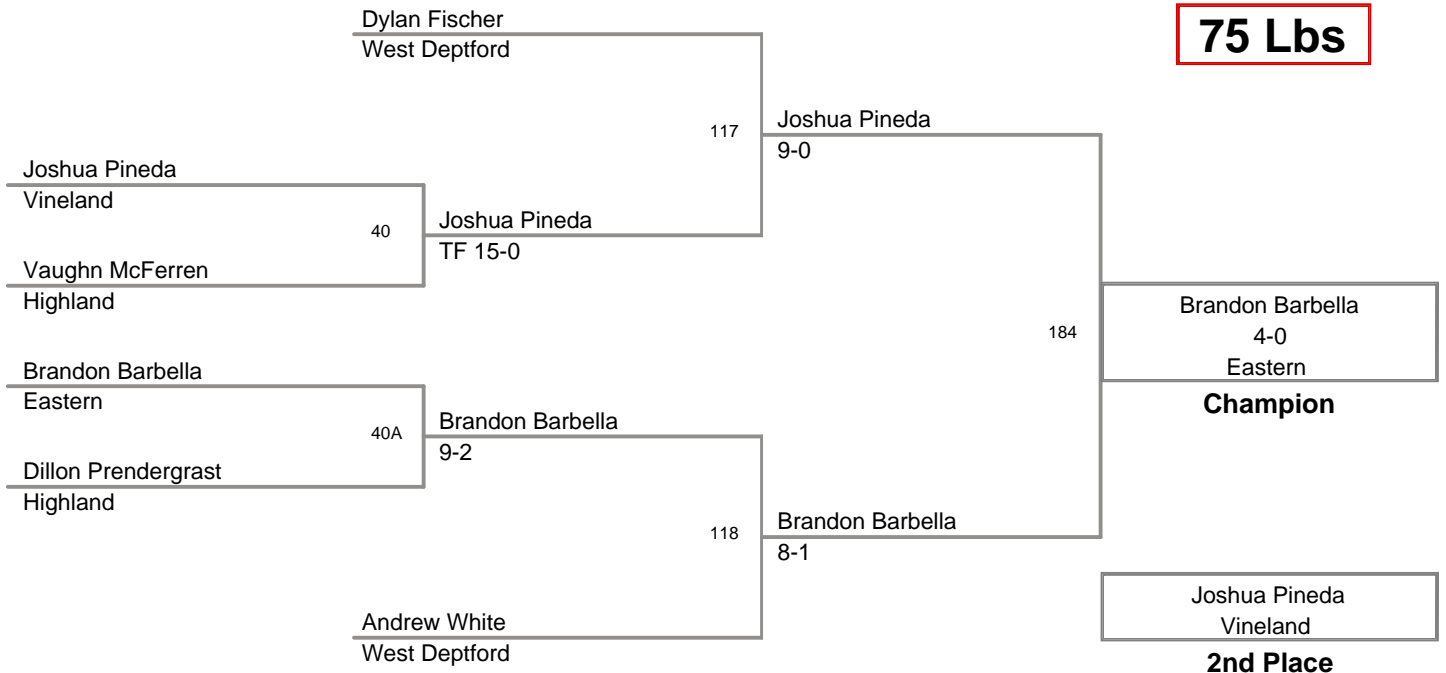 Dylan Fischer
West Deptford
75 Lbs
117
Joshua Pineda
9-0
Joshua Pineda
Vineland
40
Joshua Pineda
TF 15-0
Vaughn McFerren
Highland
184
Brandon Barbella
4-0
Eastern
Champion
Brandon Barbella
Eastern
40A
Brandon Barbella
9-2
Dillon Prendergrast
Highland
118
Brandon Barbella
8-1
Andrew White
West Deptford
Joshua Pineda
Vineland
2nd Place